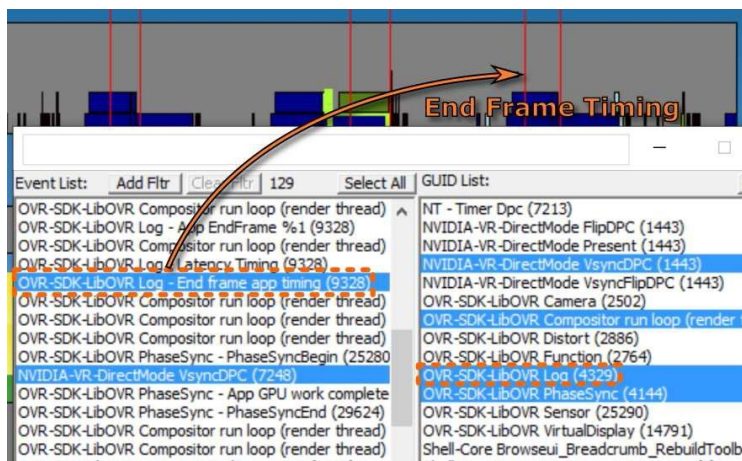 End Frame Timing
Event List: Add Fltr Clear Fltr 129 Select All
OVR-SDK-LibOVR Compositor run loop (render thread)
OVR-SDK-LibOVR Log - App EndFrame %1 (9328)
OVR-SDK-LibOVR Compositor run loop (render thread)
OVR-SDK-LibOVR Log - Latency Timing (9328)
OVR-SDK-LibOVR Log - End frame app timing (9328)
OVR-SDK-LibOVR Compositor run loop (render thread)
OVR-SDK-LibOVR Compositor run loop (render thread)
OVR-SDK-LibOVR Compositor run loop (render thread)
OVR-SDK-LibOVR PhaseSync - PhaseSyncBegin (25280
NVIDIA-VR-DirectMode VsyncDPC (7248)
OVR-SDK-LibOVR PhaseSync - App GPU work complete
OVR-SDK-LibOVR PhaseSync - PhaseSyncEnd (29624)
OVR-SDK-LibOVR Compositor run loop (render thread)
OVR-SDK-LibOVR Compositor run loop (render thread)
GUID List:
NT - Timer Dpc (7213)
NVIDIA-VR-DirectMode FlipDPC (1443)
NVIDIA-VR-DirectMode Present (1443)
NVIDIA-VR-DirectMode VsyncDPC (1443)
NVIDIA-VR-DirectMode VsyncFlipDPC (1443)
OVR-SDK-LibOVR Camera (2502)
OVR-SDK-LibOVR Compositor run loop (render
OVR-SDK-LibOVR Distort (2886)
OVR-SDK-LibOVR Function (2764)
OVR-SDK-LibOVR Log (4329)
OVR-SDK-LibOVR PhaseSync (4144)
OVR-SDK-LibOVR Sensor (25290)
OVR-SDK-LibOVR VirtualDisplay (14791)
Shell-Core Browseui_Breadcrumb_RebuildToolb